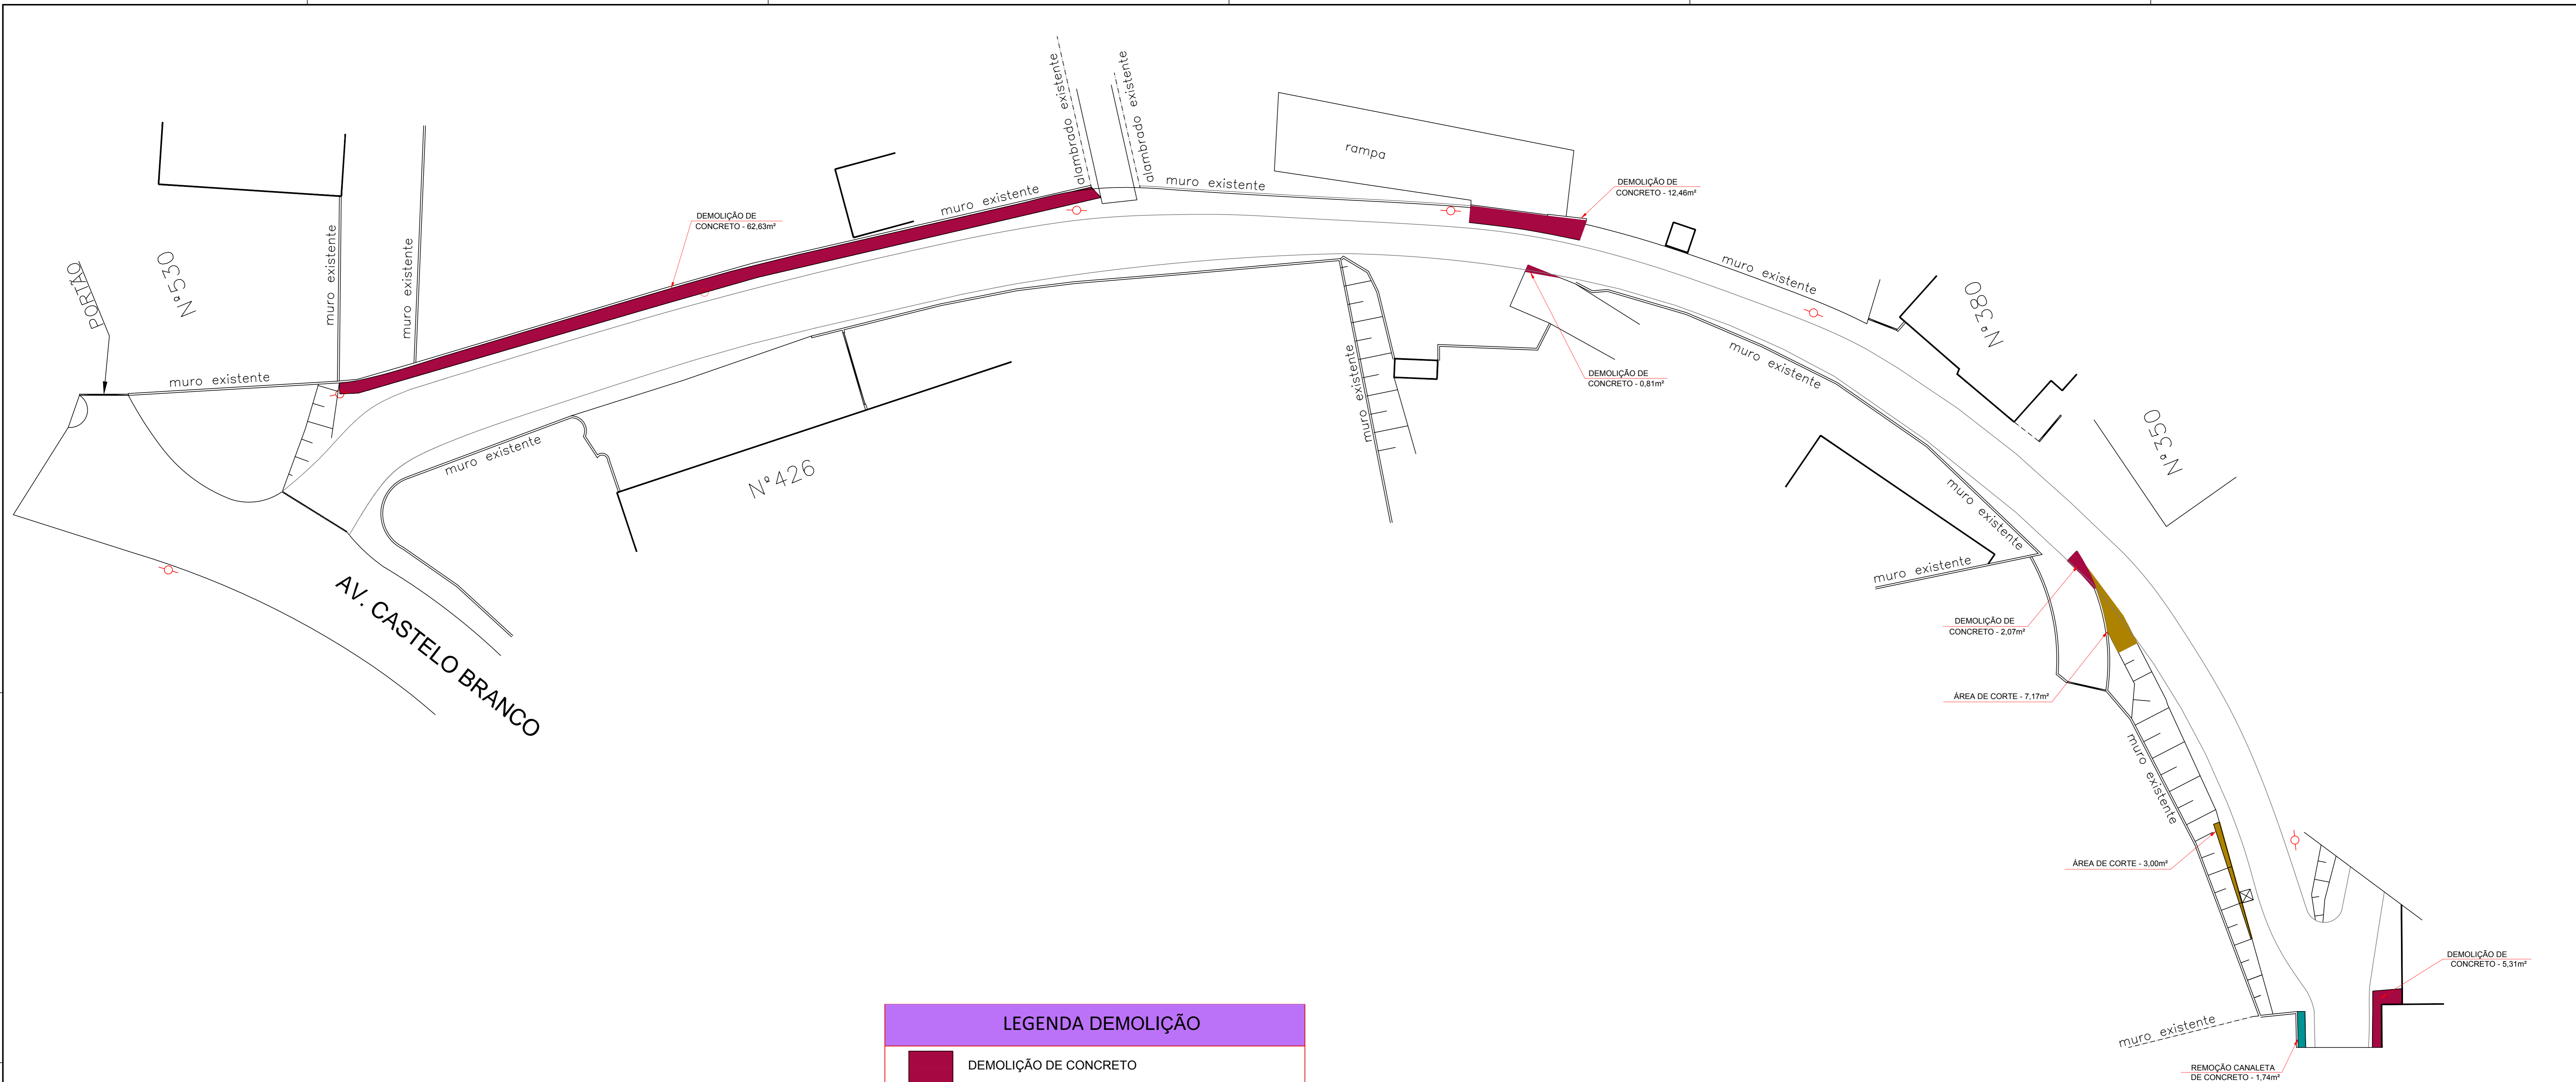 alambrado existente
alambrado existente
rampa
muro existente
muro existente
DEMOLIÇÃO DE
CONCRETO - 12,46m²
DEMOLIÇÃO DE
CONCRETO - 62,63m²
PORTÃO
Nº530
muro existente
muro existente
muro existente
muro existente
Nº380
muro existente
muro existente
DEMOLIÇÃO DE
CONCRETO - 0,81m²
muro existente
Nº426
Nº350
muro existente
muro existente
muro existente
AV. CASTELO BRANCO
DEMOLIÇÃO DE
CONCRETO - 2,07m²
ÁREA DE CORTE - 7,17m²
muro existente
ÁREA DE CORTE - 3,00m²
DEMOLIÇÃO DE
CONCRETO - 5,31m²
muro existente
REMOÇÃO CANALETA
DE CONCRETO - 1,74m²
LEGENDA DEMOLIÇÃO
DEMOLIÇÃO DE CONCRETO